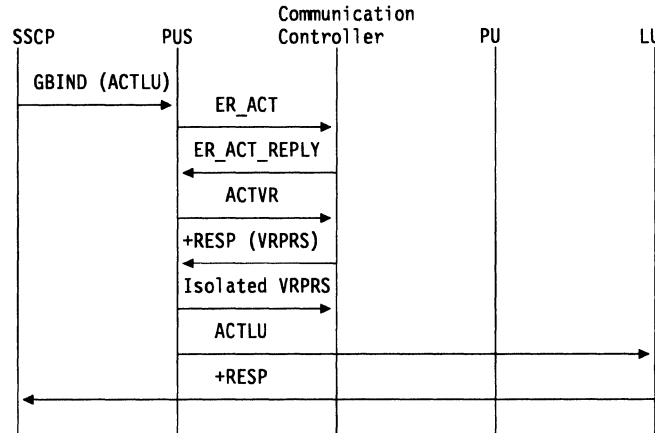 Communication
SSCP PUS Controller PU LU
GBIND (ACTLU)
ER_ACT
ER_ACT_REPLY
ACTVR
+RESP (VRPRS)
Isolated VRPRS
ACTLU
+RESP